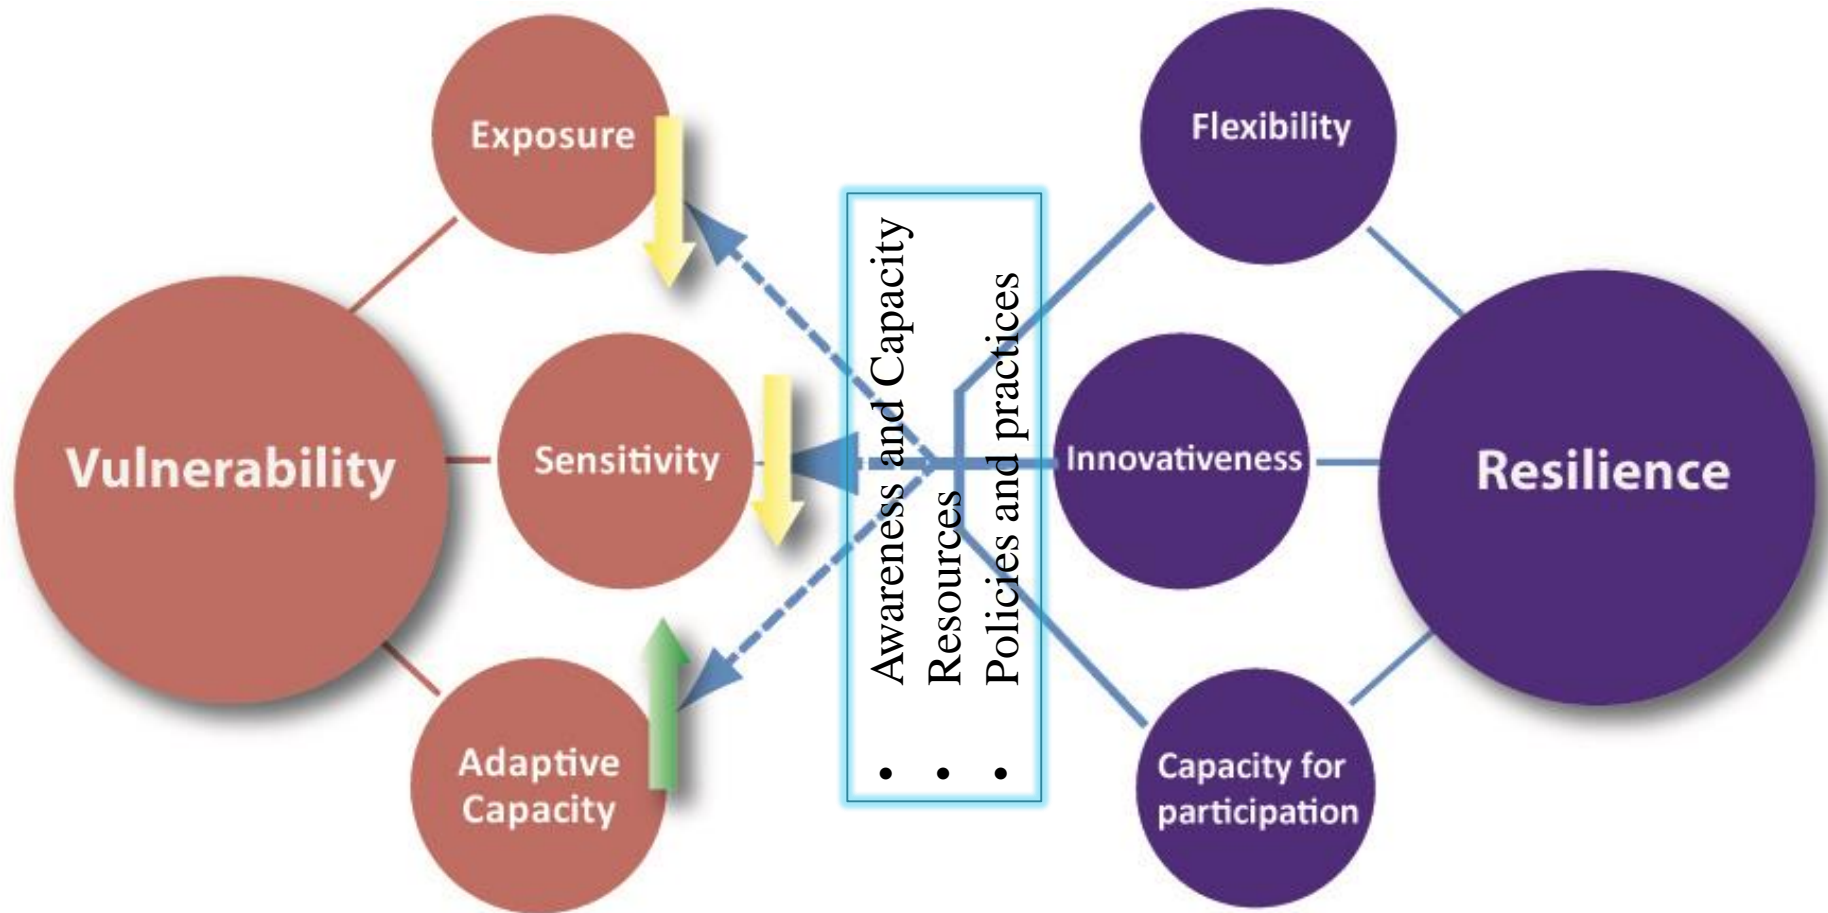 Vulnerability
Exposure
Sensitivity
Adaptive
Capacity
• Awareness and Capacity
• Resources
• Policies and practices
Flexibility
Innovativeness
Capacity for
participation
Resilience